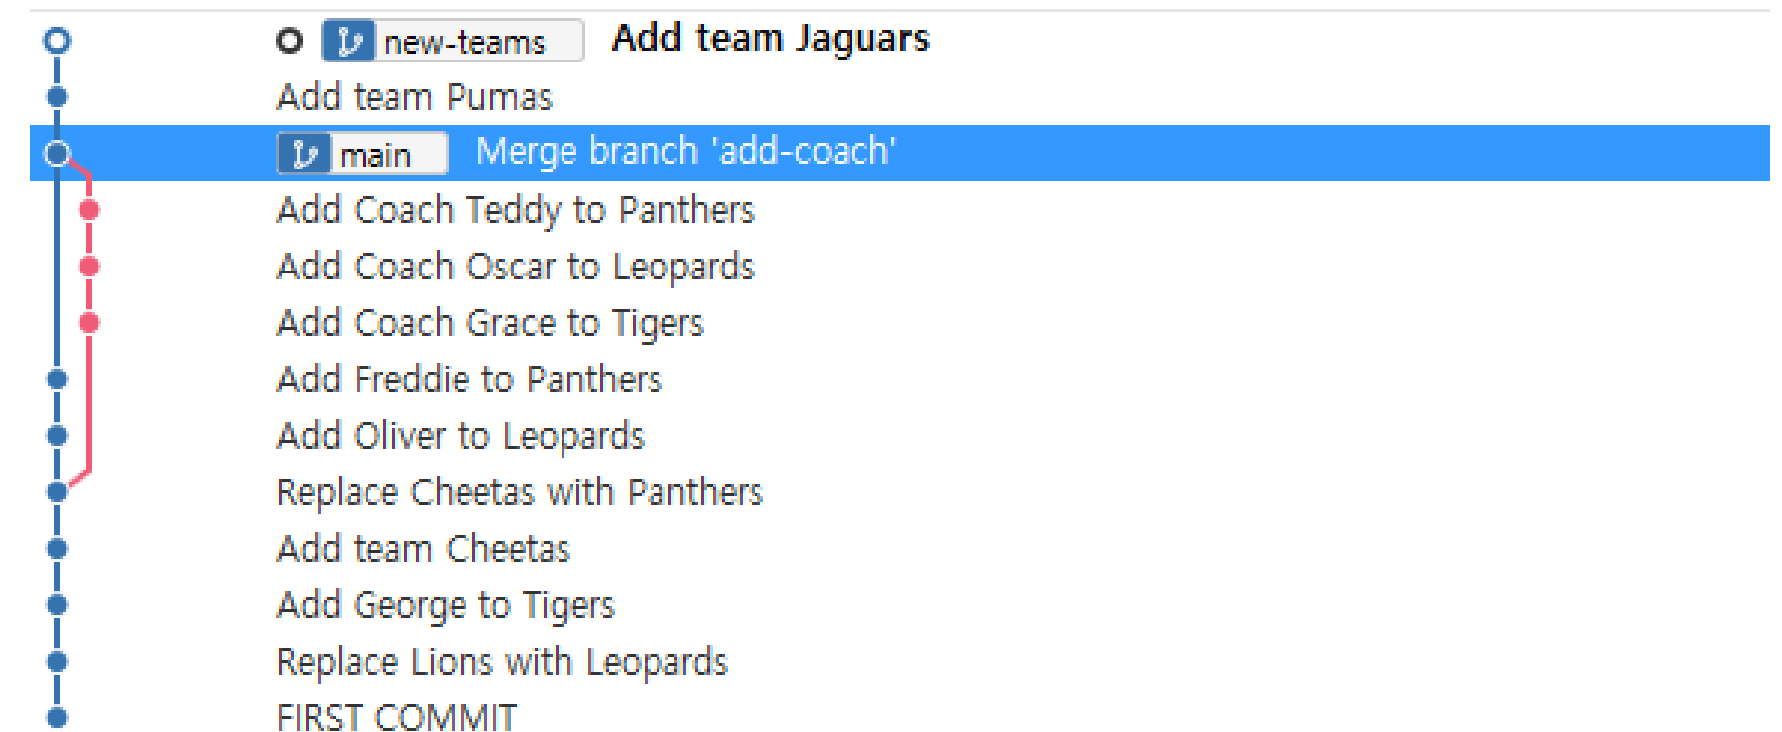 new-teams Add team Jaguars
Add team Pumas
main Merge branch 'add-coach'
Add Coach Teddy to Panthers
Add Coach Oscar to Leopards
Add Coach Grace to Tigers
Add Freddie to Panthers
Add Oliver to Leopards
Replace Cheetas with Panthers
Add team Cheetas
Add George to Tigers
Replace Lions with Leopards
FIRST COMMIT